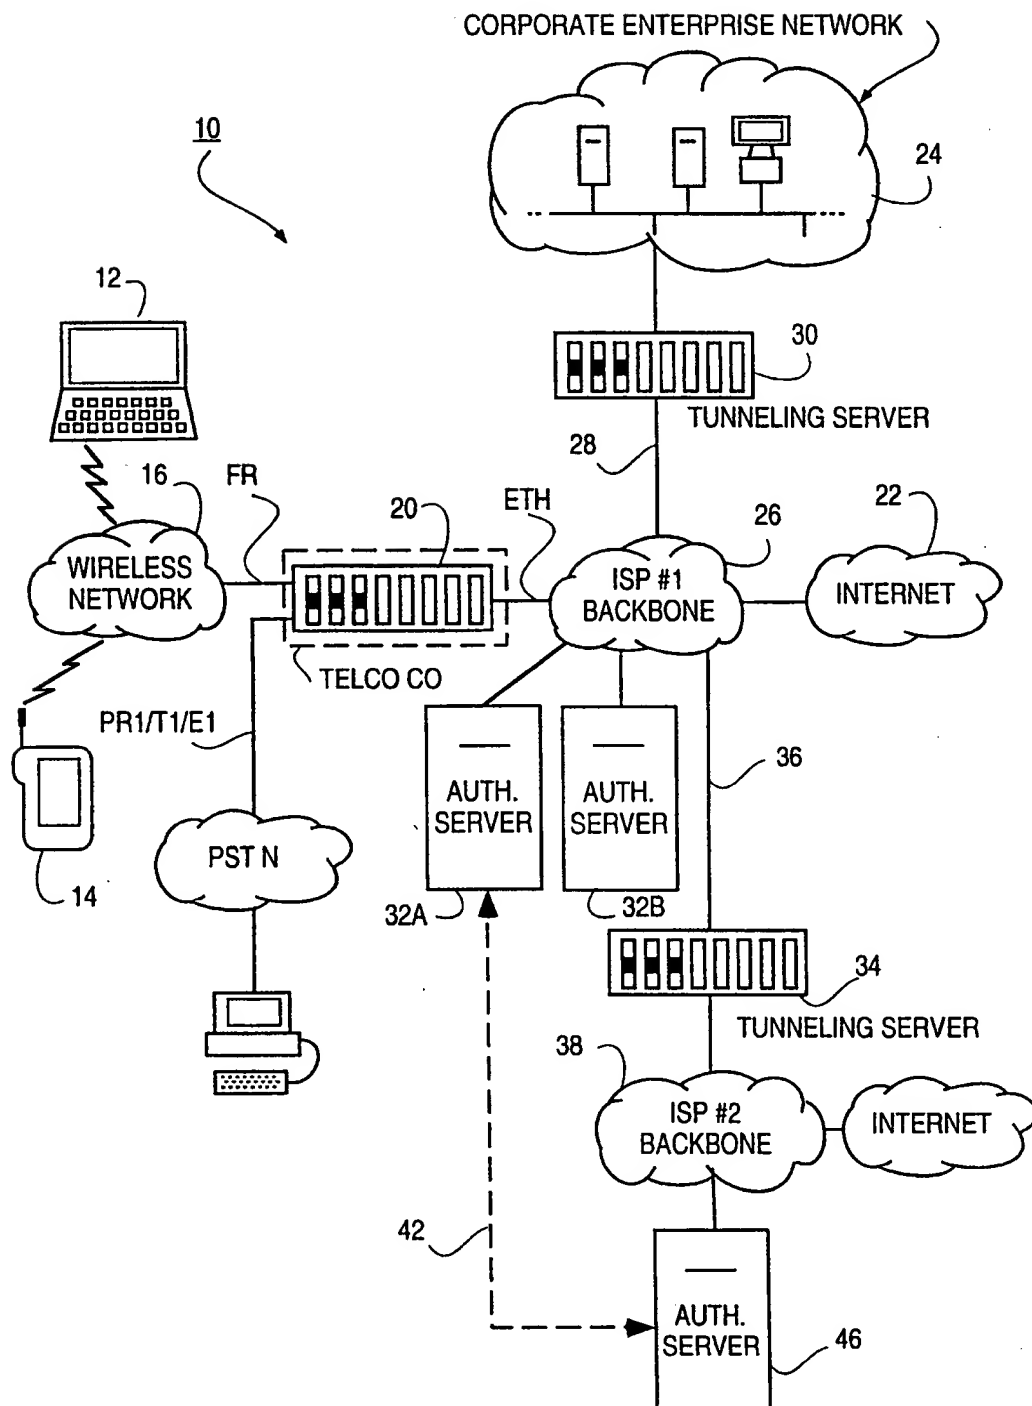 CORPORATE ENTERPRISE NETWORK
10
24
12
30
TUNNELING SERVER
28
16
FR
20
ETH
26
22
WIRELESS
NETWORK
ISP #1
BACKBONE
INTERNET
TELCO CO
PR1/T1/E1
36
AUTH.
SERVER
AUTH.
SERVER
PST N
14
32A
32B
34
TUNNELING SERVER
38
ISP #2
BACKBONE
INTERNET
42
AUTH.
SERVER
46